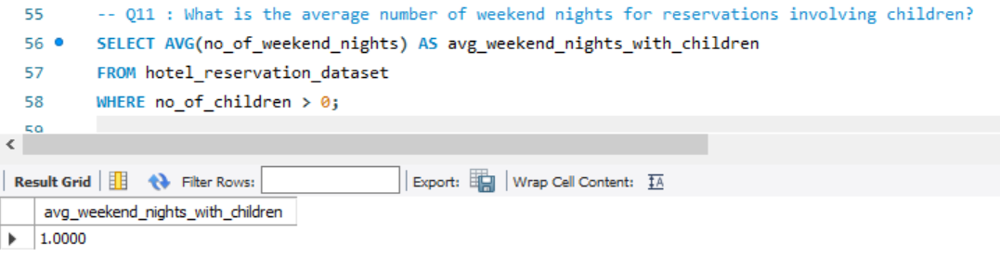 55 -- Q11 : What is the average number of weekend nights for reservations involving children?
56 SELECT AVG(no_of_weekend_nights) AS avg_weekend_nights_with_children
57 FROM hotel_reservation_dataset
58 WHERE no_of_children > 0;
59
Result Grid Filter Rows: Export: Wrap Cell Content:
avg_weekend_nights_with_children
1.0000